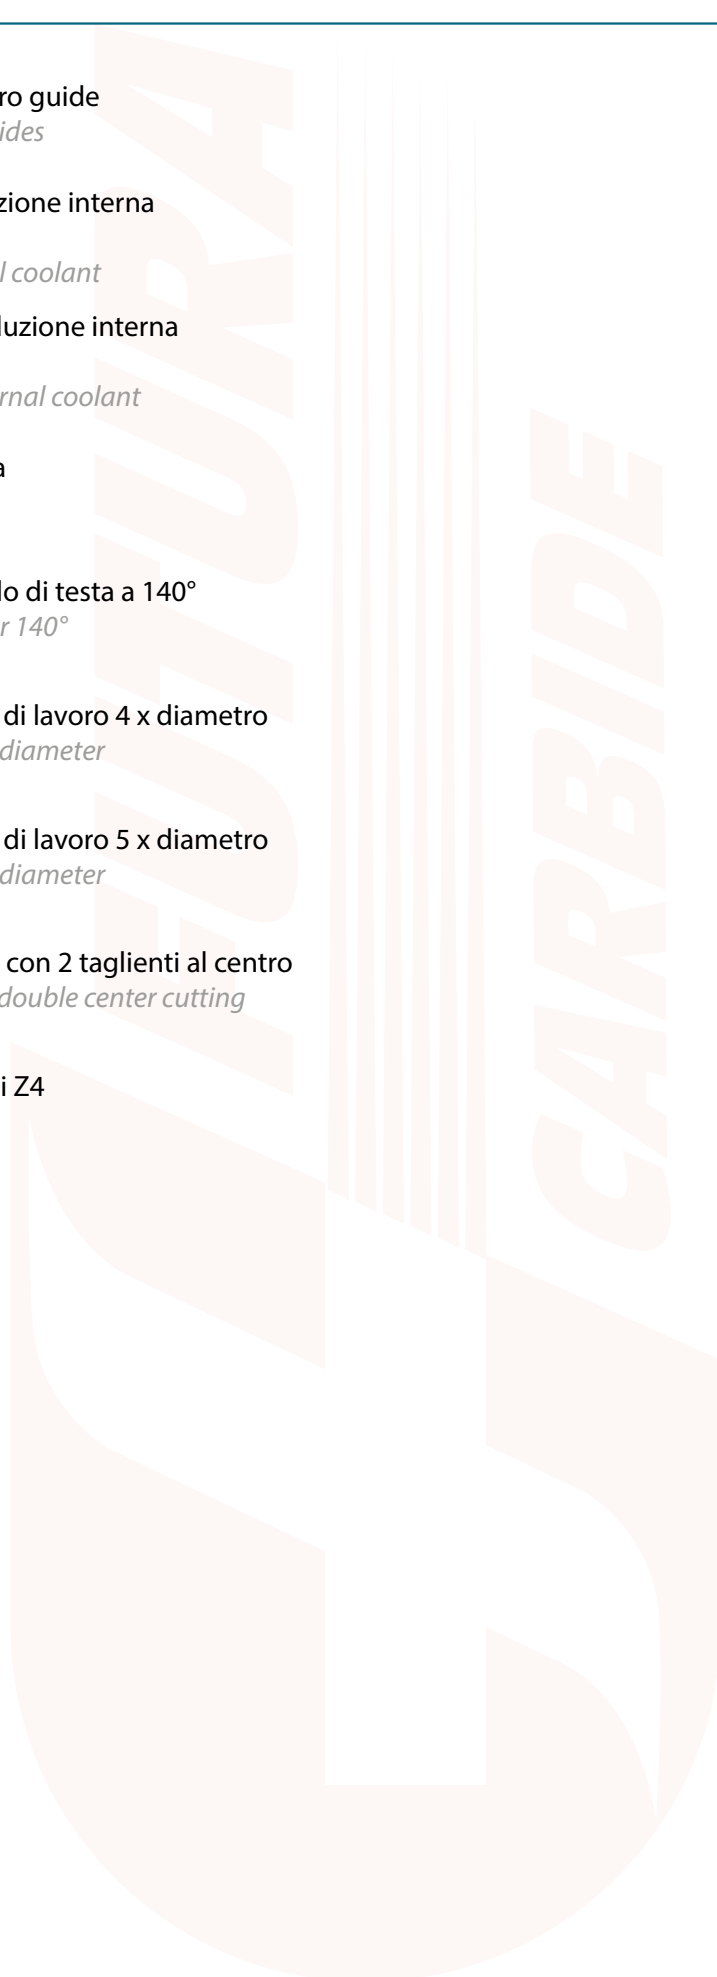 ro guide
ides
zione interna
l coolant
luzione interna
rnal coolant
a
lo di testa a 140°
r 140°
di lavoro 4 x diametro
diameter
di lavoro 5 x diametro
diameter
con 2 taglienti al centro
double center cutting
i Z4
FUTURA
CARBIDE